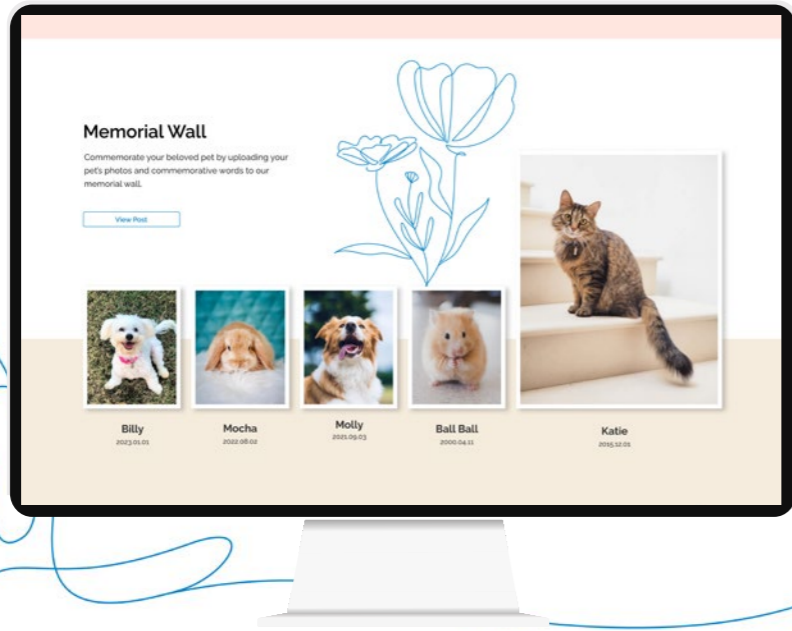 Memorial Wall
Commemorate your beloved pet by uploading your
pet's photos and commemorative words to our
memorial wall.
View Post
Billy
2023.01.01
Mocha
2022.08.02
Molly
2021.09.03
Ball Ball
2000.04.11
Katie
2015.12.01